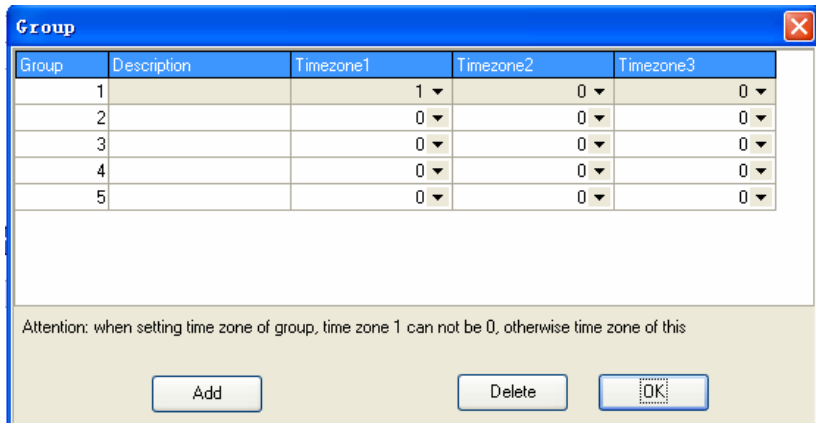 Group
Group Description Timezone1 Timezone2 Timezone3
1 1 0 0
2 0 0 0
3 0 0 0
4 0 0 0
5 0 0 0
Attention: when setting time zone of group, time zone 1 can not be 0, otherwise time zone of this
Add Delete OK